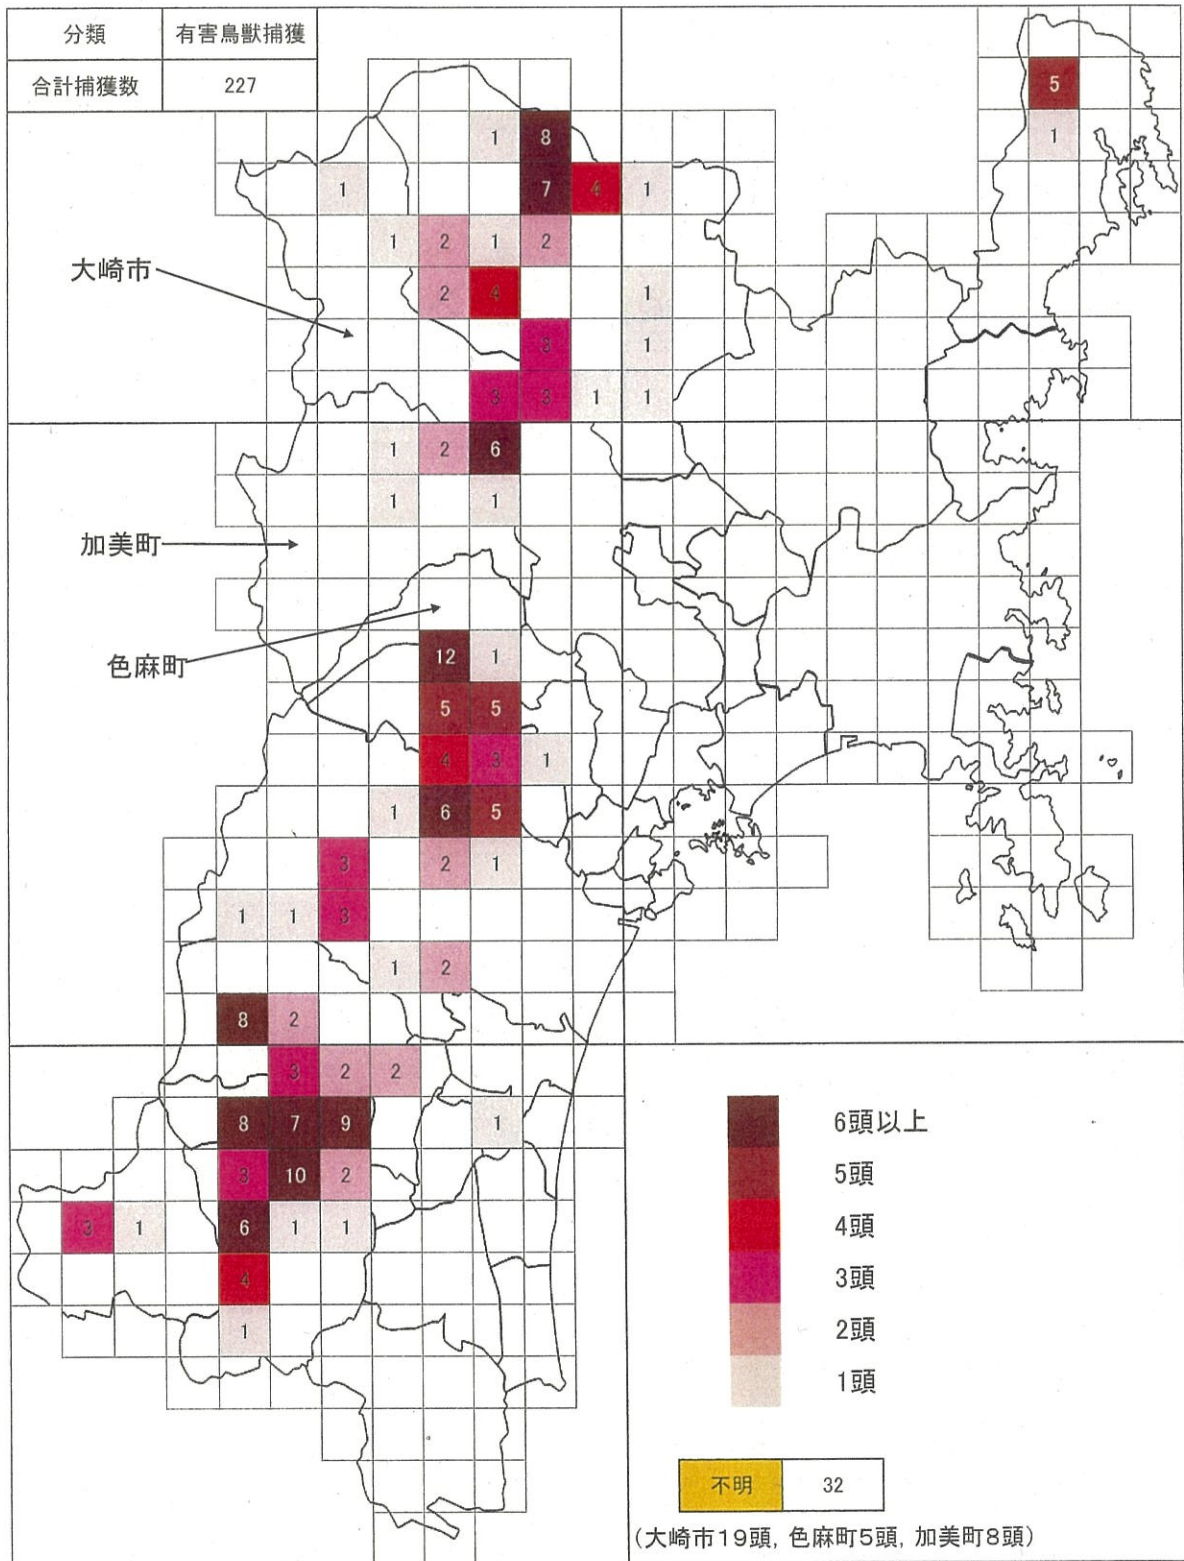 分類 有害鳥獣捕獲
合計捕獲数 227
5
1 8 1
1 7 4 1
1 2 1 2
大崎市
2 4 1
3 1
3 3 1 1
1 2 6
1 1
加美町
色麻町
12 1
5 5
4 3 1
1 6 5
3 2 1
1 1 3
1 2
8 2
3 2 2
8 7 9 1
6頭以上
3 10 2
5頭
3 1 6 1 1
4頭
4
3頭
1
2頭
1頭
不明 32
(大崎市19頭, 色麻町5頭, 加美町8頭)